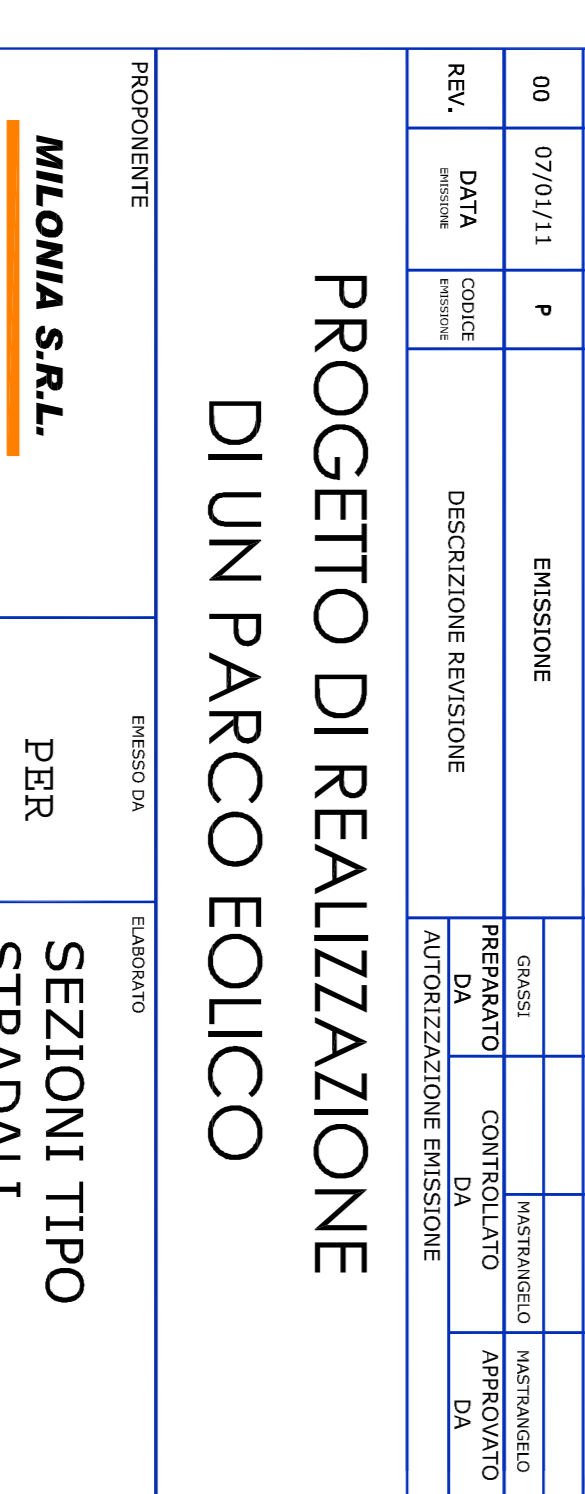 00 07/01/11 P EMISSIONE GRASSI MASTRANGELO MASTRANGELO
REV. DATA EMISSIONE CODICE EMISSIONE DESCRIZIONE REVISIONE PREPARATO DA CONTROLLATO DA APPROVATO DA
AUTORIZZAZIONE EMISSIONE
PROGETTO DI REALIZZAZIONE
DI UN PARCO EOLICO
PROPONENTE EMESSO DA ELABORATO
MILONIA S.R.L. PER SEZIONI TIPO
STRADALI